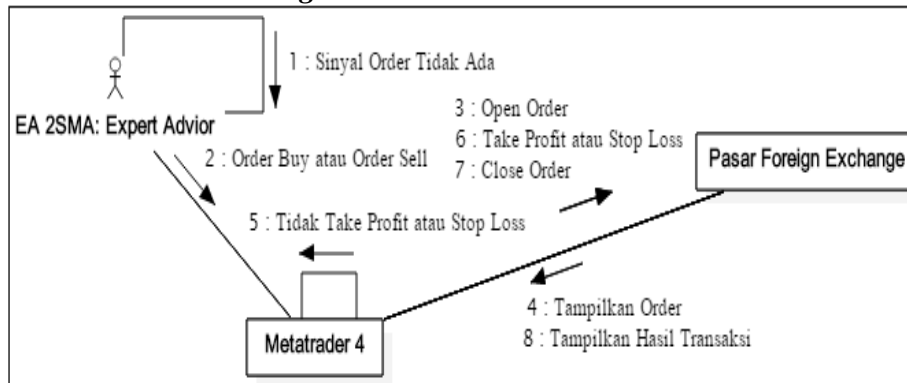 1 : Sinyal Order Tidak Ada
EA 2SMA: Expert Advior
3 : Open Order
6 : Take Profit atau Stop Loss
7 : Close Order
2 : Order Buy atau Order Sell
Pasar Foreign Exchange
5 : Tidak Take Profit atau Stop Loss
4 : Tampilkan Order
8 : Tampilkan Hasil Transaksi
Metatrader 4